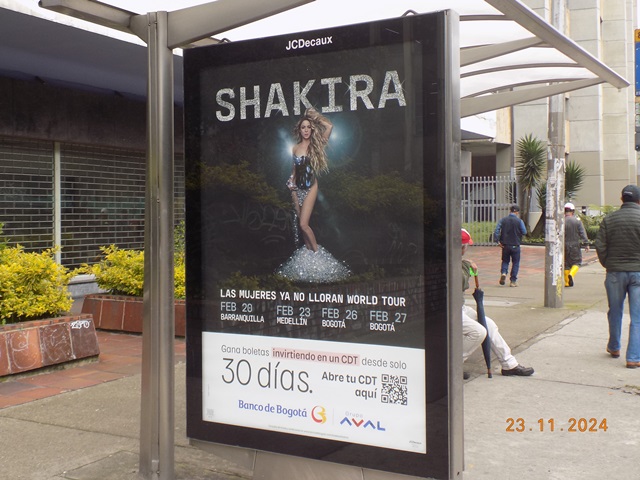 JCDecaux
SHAKIRA
LAS MUJERES YA NO LLORAN WORLD TOUR
FEB 20 FEB 23 FEB 26 FEB 27
BARRANQUILLA MEDELLÍN BOGOTÁ BOGOTÁ
Gana boletas invirtiendo en un CDT desde solo
30 días.
Abre tu CDT
aquí
Banco de Bogotá
Grupo
AVAL
23.11.2024